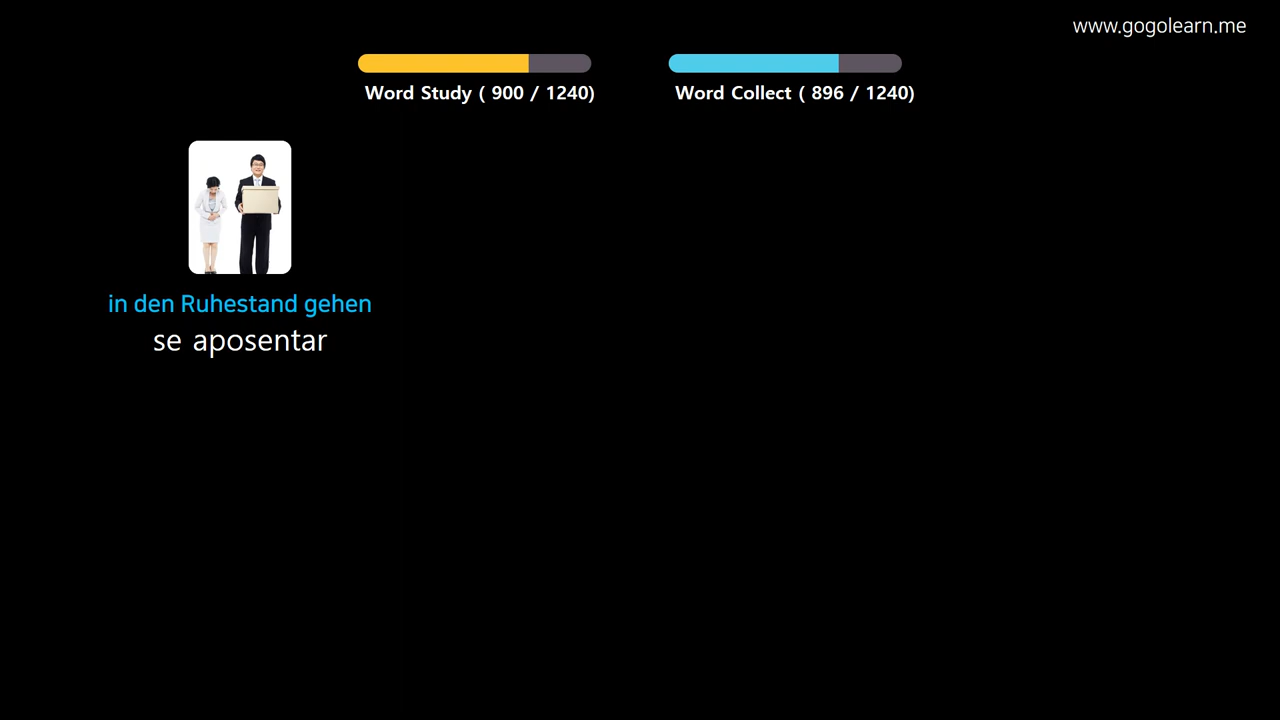 www.gogolearn.me
Word Study ( 900 / 1240)
Word Collect ( 896 / 1240)
in den Ruhestand gehen
se aposentar